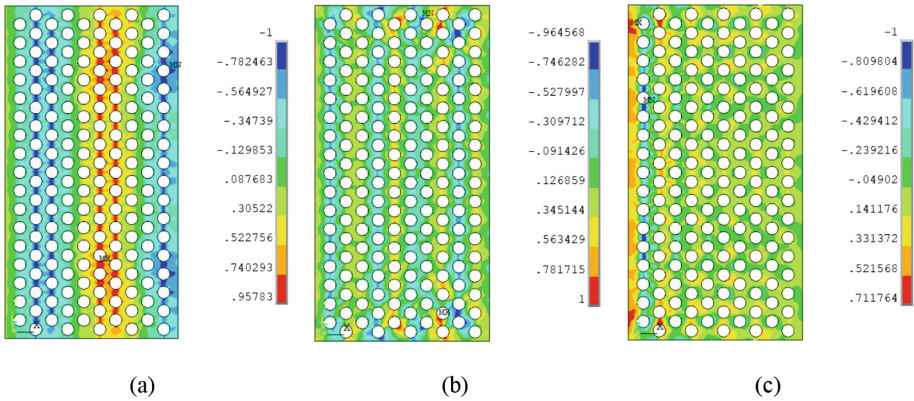 MN
MX
X
-1
-.782463
-.564927
-.34739
-.129853
.087683
.30522
.522756
.740293
.95783
MN
MX
X
-.964568
-.746282
-.527997
-.309712
-.091426
.126859
.345144
.563429
.781715
1
MX
MN
X
-1
-.809804
-.619608
-.429412
-.239216
-.04902
.141176
.331372
.521568
.711764
(a)
(b)
(c)